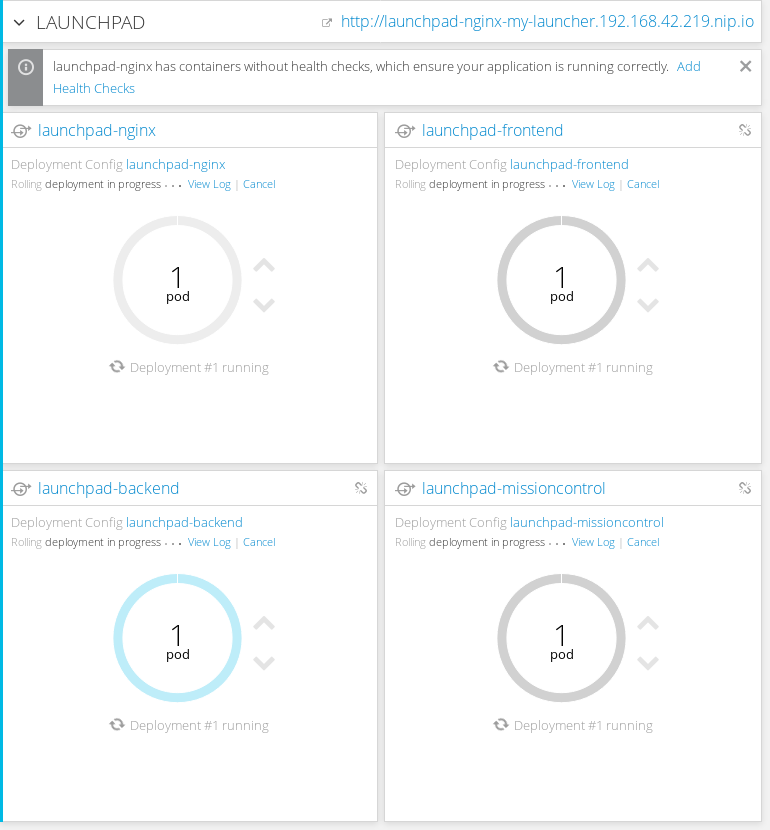 LAUNCHPAD
http://launchpad-nginx-my-launcher.192.168.42.219.nip.io
launchpad-nginx has containers without health checks, which ensure your application is running correctly. Add
Health Checks
launchpad-nginx
Deployment Config launchpad-nginx
Rolling deployment in progress . . . View Log | Cancel
1
pod
Deployment #1 running
launchpad-frontend
Deployment Config launchpad-frontend
Rolling deployment in progress . . . View Log | Cancel
1
pod
Deployment #1 running
launchpad-backend
Deployment Config launchpad-backend
Rolling deployment in progress . . . View Log | Cancel
1
pod
Deployment #1 running
launchpad-missioncontrol
Deployment Config launchpad-missioncontrol
Rolling deployment in progress . . . View Log | Cancel
1
pod
Deployment #1 running